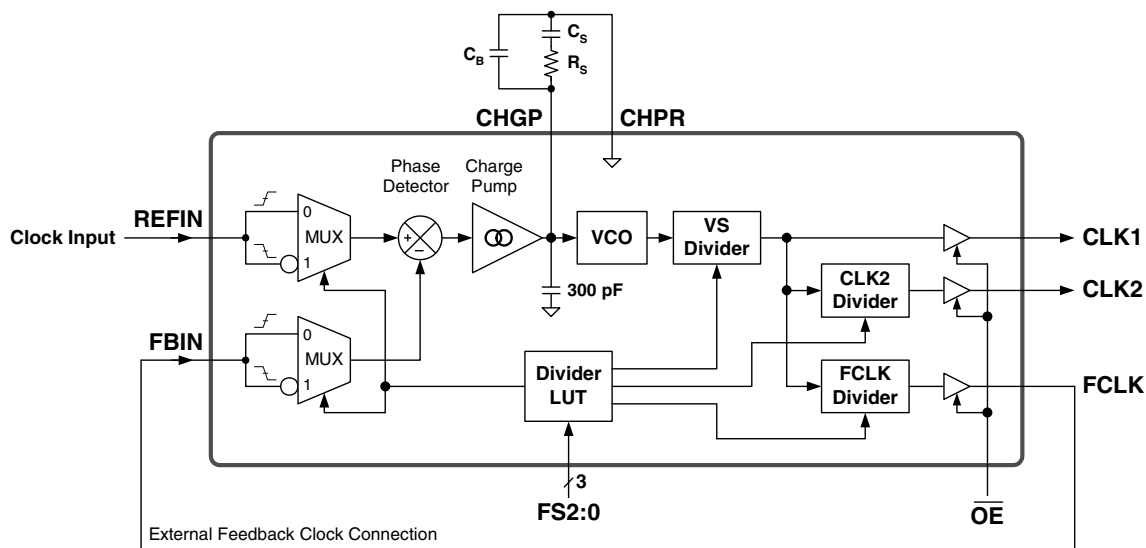 C_S
C_B
R_S
CHGP
CHPR
Phase
Detector
Charge
Pump
REFIN
Clock Input
0
MUX
1
+
−
VCO
VS
Divider
CLK1
300 pF
CLK2
Divider
CLK2
FBIN
0
MUX
1
Divider
LUT
FCLK
Divider
FCLK
3
FS2:0
OE
External Feedback Clock Connection